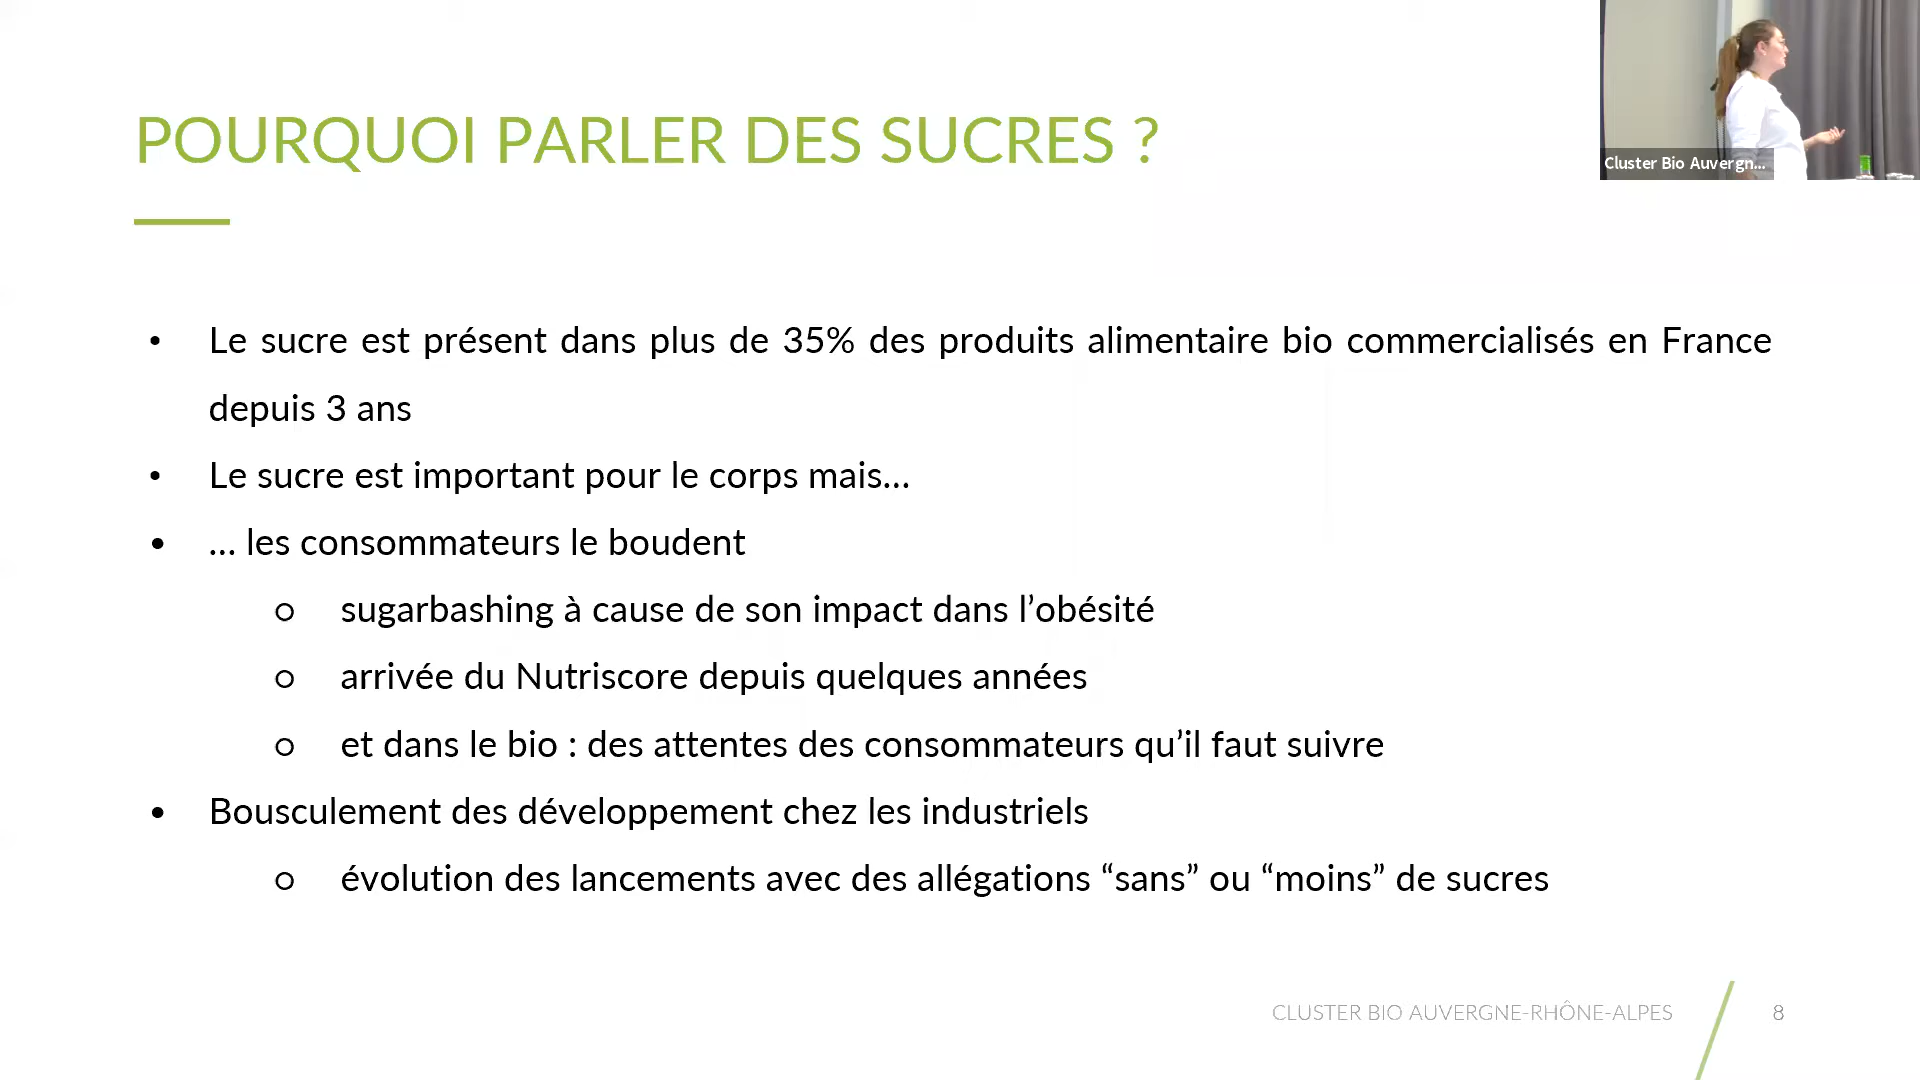 POURQUOI PARLER DES SUCRES ?
Cluster Bio Auvergn...
• Le sucre est présent dans plus de 35% des produits alimentaire bio commercialisés en France
depuis 3 ans
• Le sucre est important pour le corps mais...
• ... les consommateurs le boudent
○ sugarbashing à cause de son impact dans l’obésité
○ arrivée du Nutriscore depuis quelques années
○ et dans le bio : des attentes des consommateurs qu’il faut suivre
• Bousculement des développement chez les industriels
○ évolution des lancements avec des allégations “sans” ou “moins” de sucres
CLUSTER BIO AUVERGNE-RHÔNE-ALPES 8